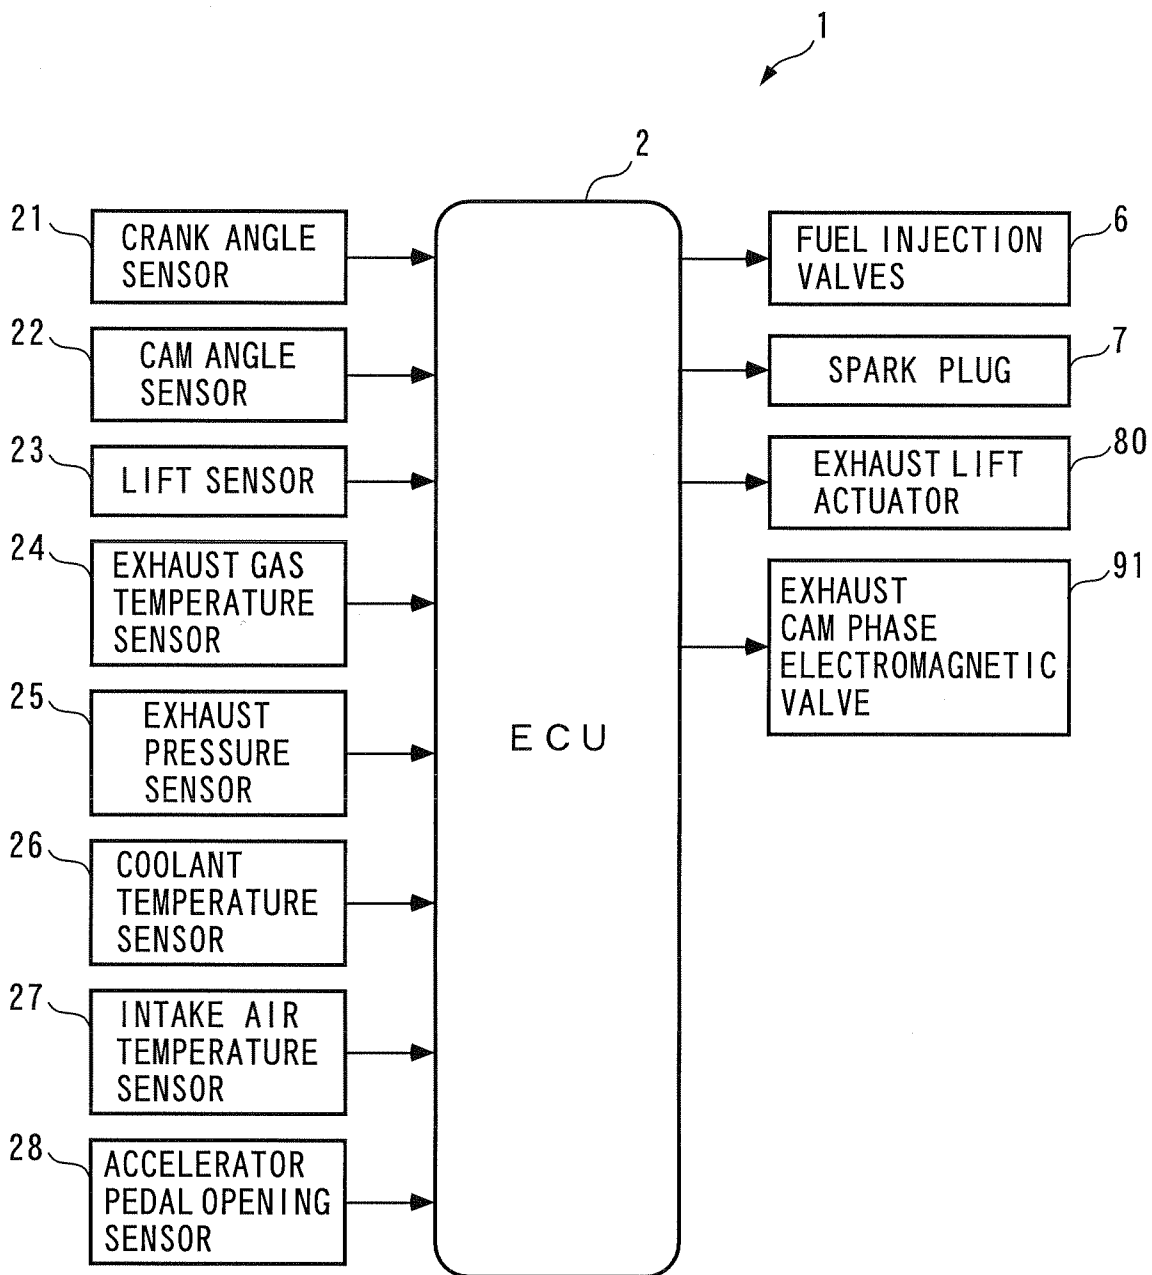 1
2
21
CRANK ANGLE
SENSOR
22
CAM ANGLE
SENSOR
23
LIFT SENSOR
24
EXHAUST GAS
TEMPERATURE
SENSOR
25
EXHAUST
PRESSURE
SENSOR
26
COOLANT
TEMPERATURE
SENSOR
27
INTAKE AIR
TEMPERATURE
SENSOR
28
ACCELERATOR
PEDAL OPENING
SENSOR
ECU
6
FUEL INJECTION
VALVES
7
SPARK PLUG
80
EXHAUST LIFT
ACTUATOR
91
EXHAUST
CAM PHASE
ELECTROMAGNETIC
VALVE